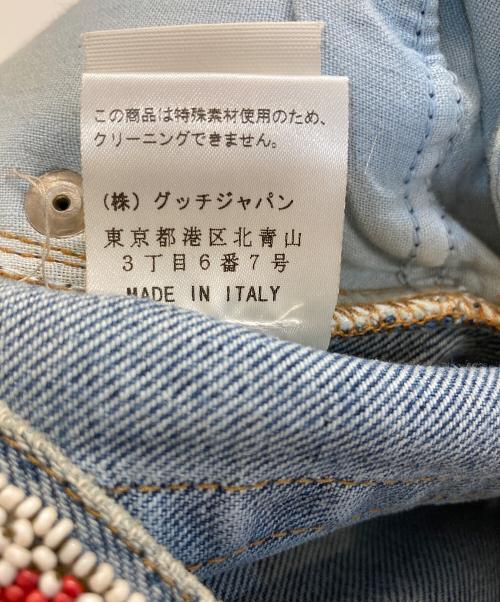 この商品は特殊素材使用のため、
クリーニングできません。
（株）グッチジャパン
東京都港区北青山
３丁目６番７号
MADE IN ITALY